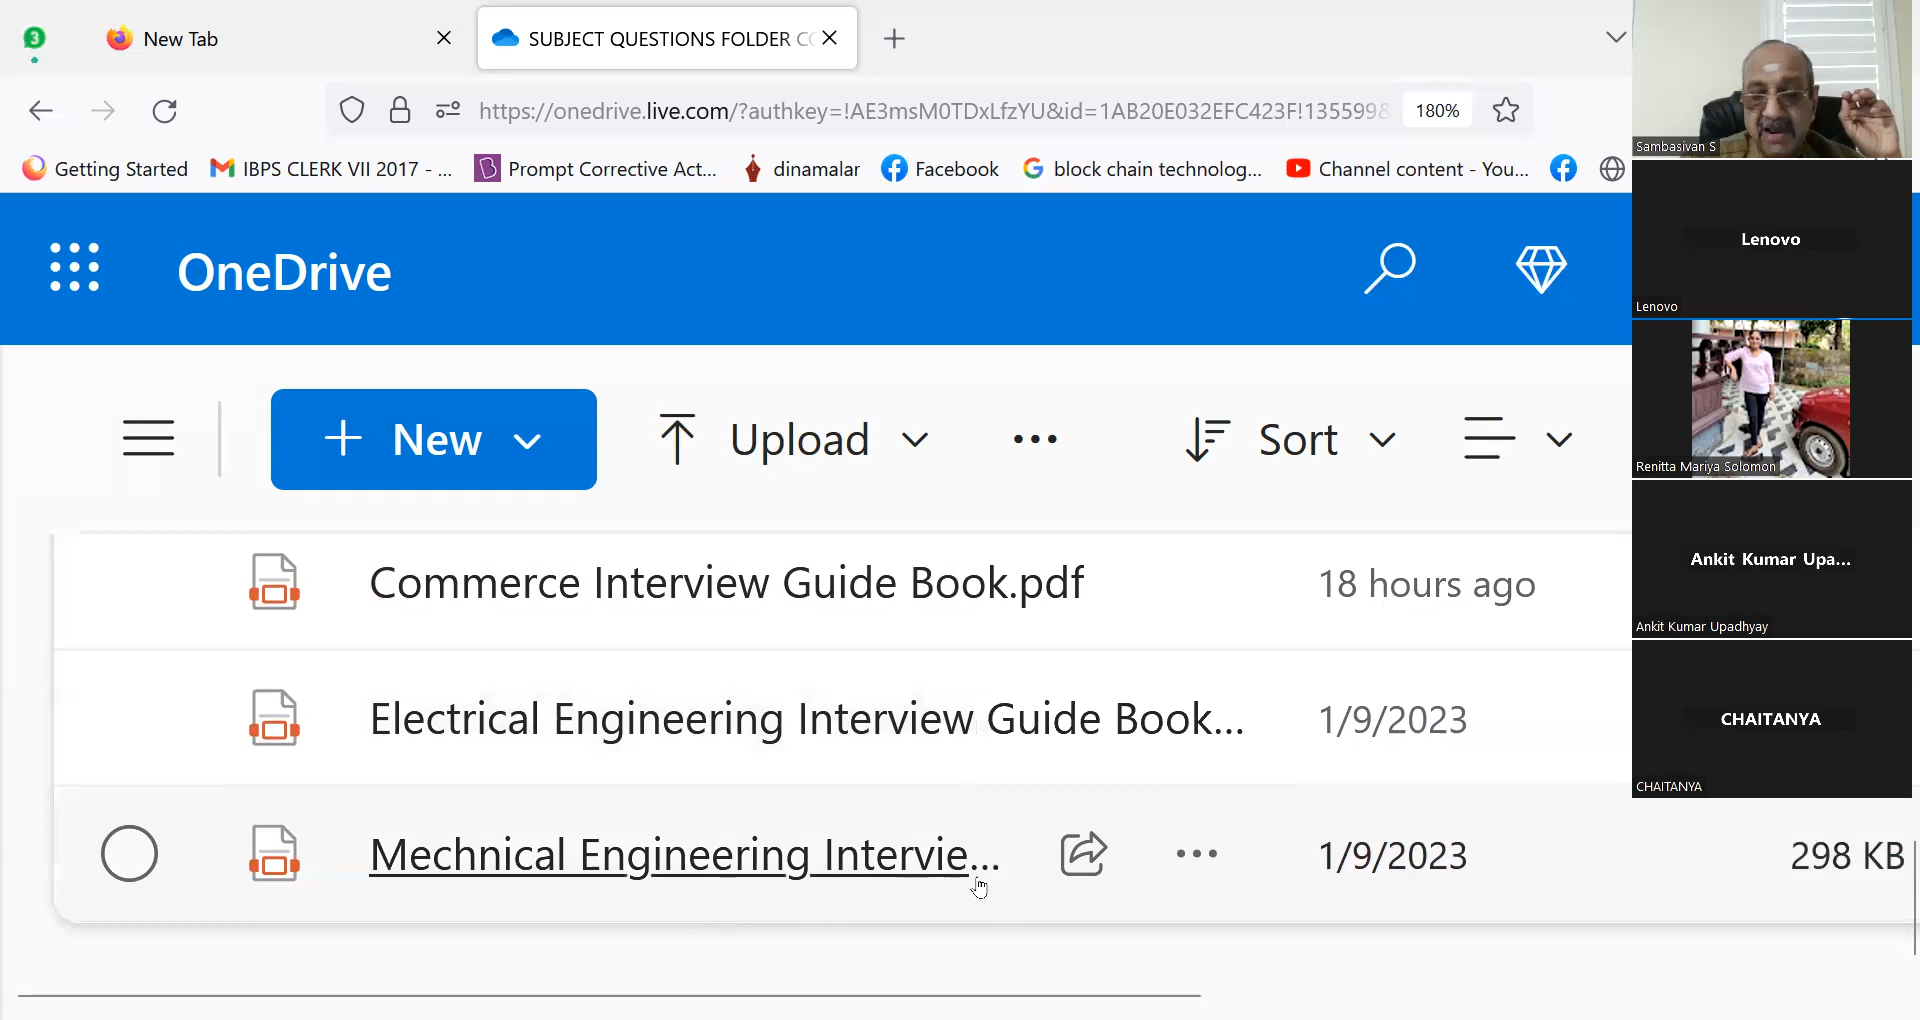 3
New Tab
SUBJECT QUESTIONS FOLDER CO
https://onedrive.live.com/?authkey=!AE3msM0TDxLfzYU&id=1AB20E032EFC423F!1355998
180%
Getting Started
IBPS CLERK VII 2017 - ...
Prompt Corrective Act...
dinamalar
Facebook
block chain technolog...
Channel content - You...
OneDrive
New
Upload
Sort
Commerce Interview Guide Book.pdf
18 hours ago
Electrical Engineering Interview Guide Book...
1/9/2023
Mechnical Engineering Intervie...
1/9/2023
298 KB
Sambasivan S
Lenovo
Lenovo
Renitta Mariya Solomon
Ankit Kumar Upa...
Ankit Kumar Upadhyay
CHAITANYA
CHAITANYA